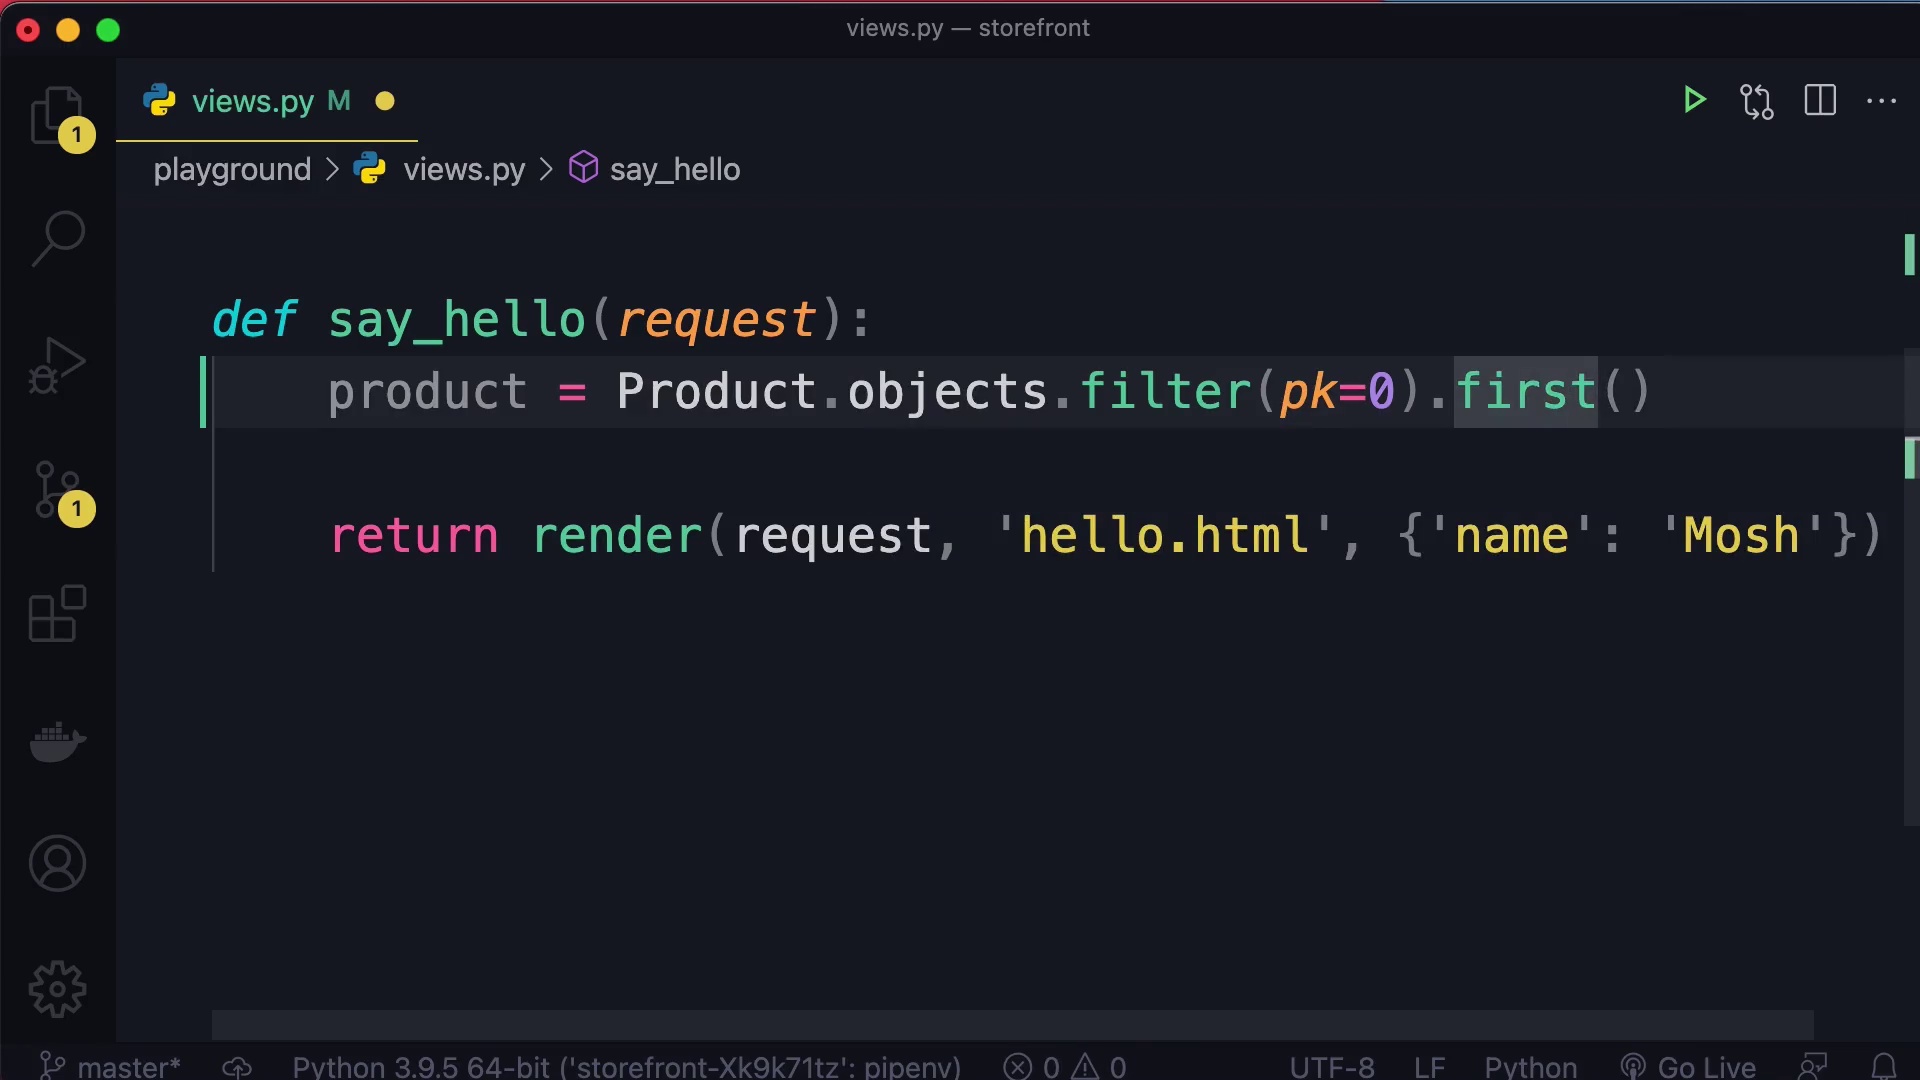 views.py — storefront
views.py M
1
playground > views.py > say_hello
def say_hello(request):
product = Product.objects.filter(pk=0).first()
return render(request, 'hello.html', {'name': 'Mosh'})
1
master* Python 3.9.5 64-bit ('storefront-Xk9k71tz': pipenv) 0 0 UTF-8 LF Python Go Live